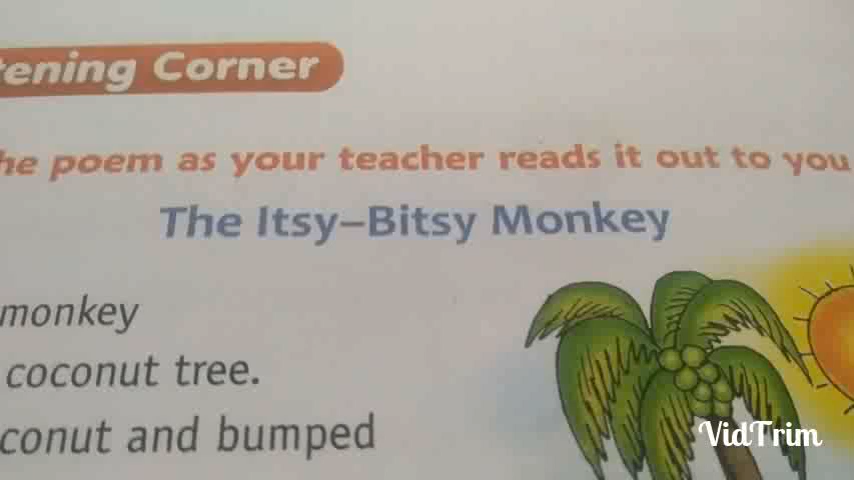 tening Corner
he poem as your teacher reads it out to you
The Itsy–Bitsy Monkey
monkey
coconut tree.
conut and bumped
VidTrim